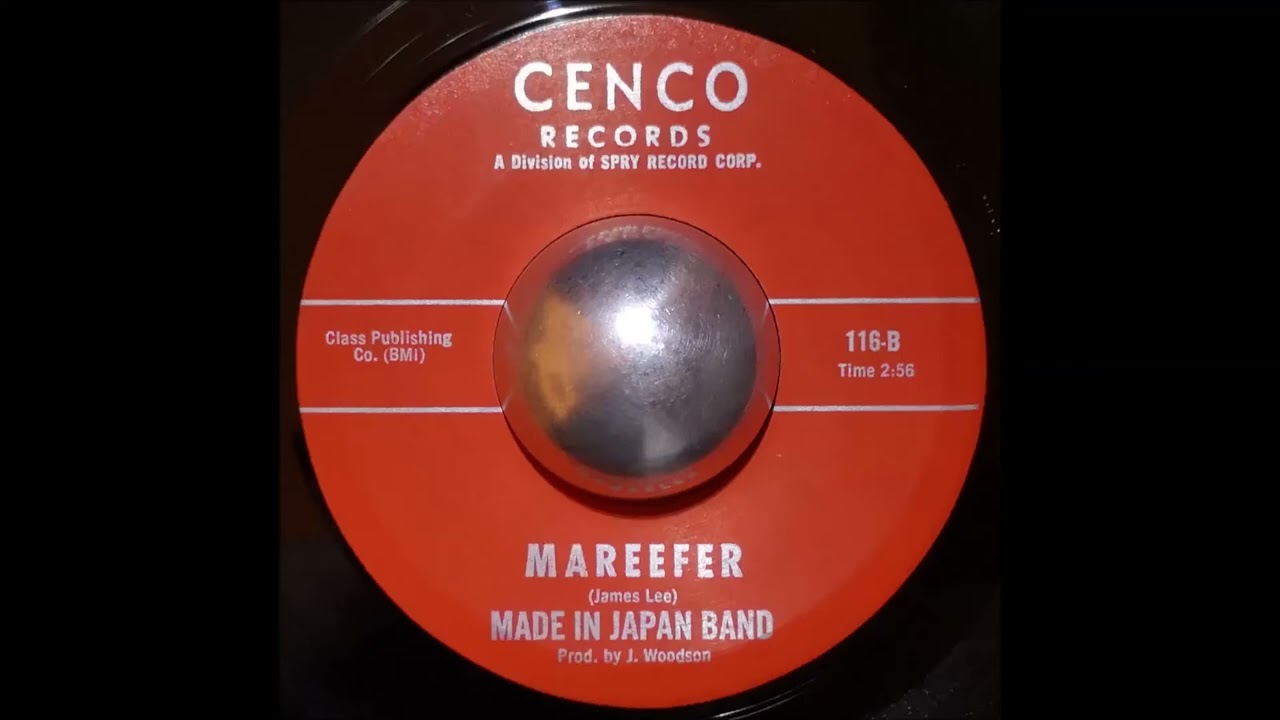 CENCO
RECORDS
A Division of SPRY RECORD CORP.
Class Publishing
Co. (BMI)
116-B
Time 2:56
MAREEFER
(James Lee)
MADE IN JAPAN BAND
Prod. by J. Woodson